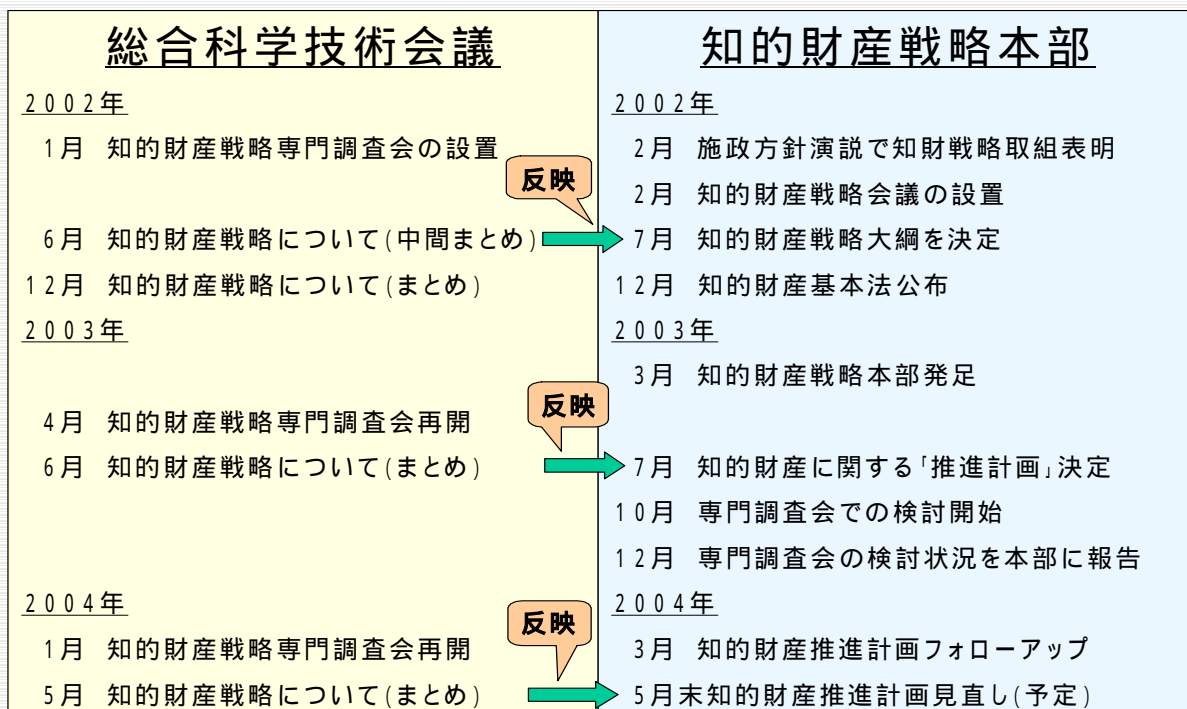 総合科学技術会議
2002年
1月 知的財産戦略専門調査会の設置
反映
6月 知的財産戦略について(中間まとめ)
12月 知的財産戦略について(まとめ)
2003年
4月 知的財産戦略専門調査会再開
反映
6月 知的財産戦略について(まとめ)
2004年
反映
1月 知的財産戦略専門調査会再開
5月 知的財産戦略について(まとめ)
知的財産戦略本部
2002年
2月 施政方針演説で知財戦略取組表明
2月 知的財産戦略会議の設置
7月 知的財産戦略大綱を決定
12月 知的財産基本法公布
2003年
3月 知的財産戦略本部発足
7月 知的財産に関する「推進計画」決定
10月 専門調査会での検討開始
12月 専門調査会の検討状況を本部に報告
2004年
3月 知的財産推進計画フォローアップ
5月末知的財産推進計画見直し(予定)